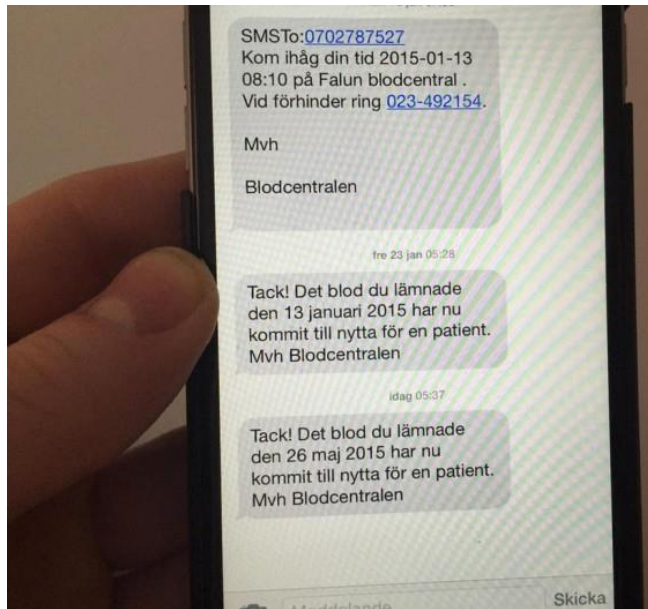 SMSTo:0702787527
Kom ihåg din tid 2015-01-13
08:10 på Falun blodcentral .
Vid förhinder ring 023-492154.
Mvh
Blodcentralen
fre 23 jan 05:28
Tack! Det blod du lämnade
den 13 januari 2015 har nu
kommit till nytta för en patient.
Mvh Blodcentralen
idag 05:37
Tack! Det blod du lämnade
den 26 maj 2015 har nu
kommit till nytta för en patient.
Mvh Blodcentralen
Meddelande
Skicka